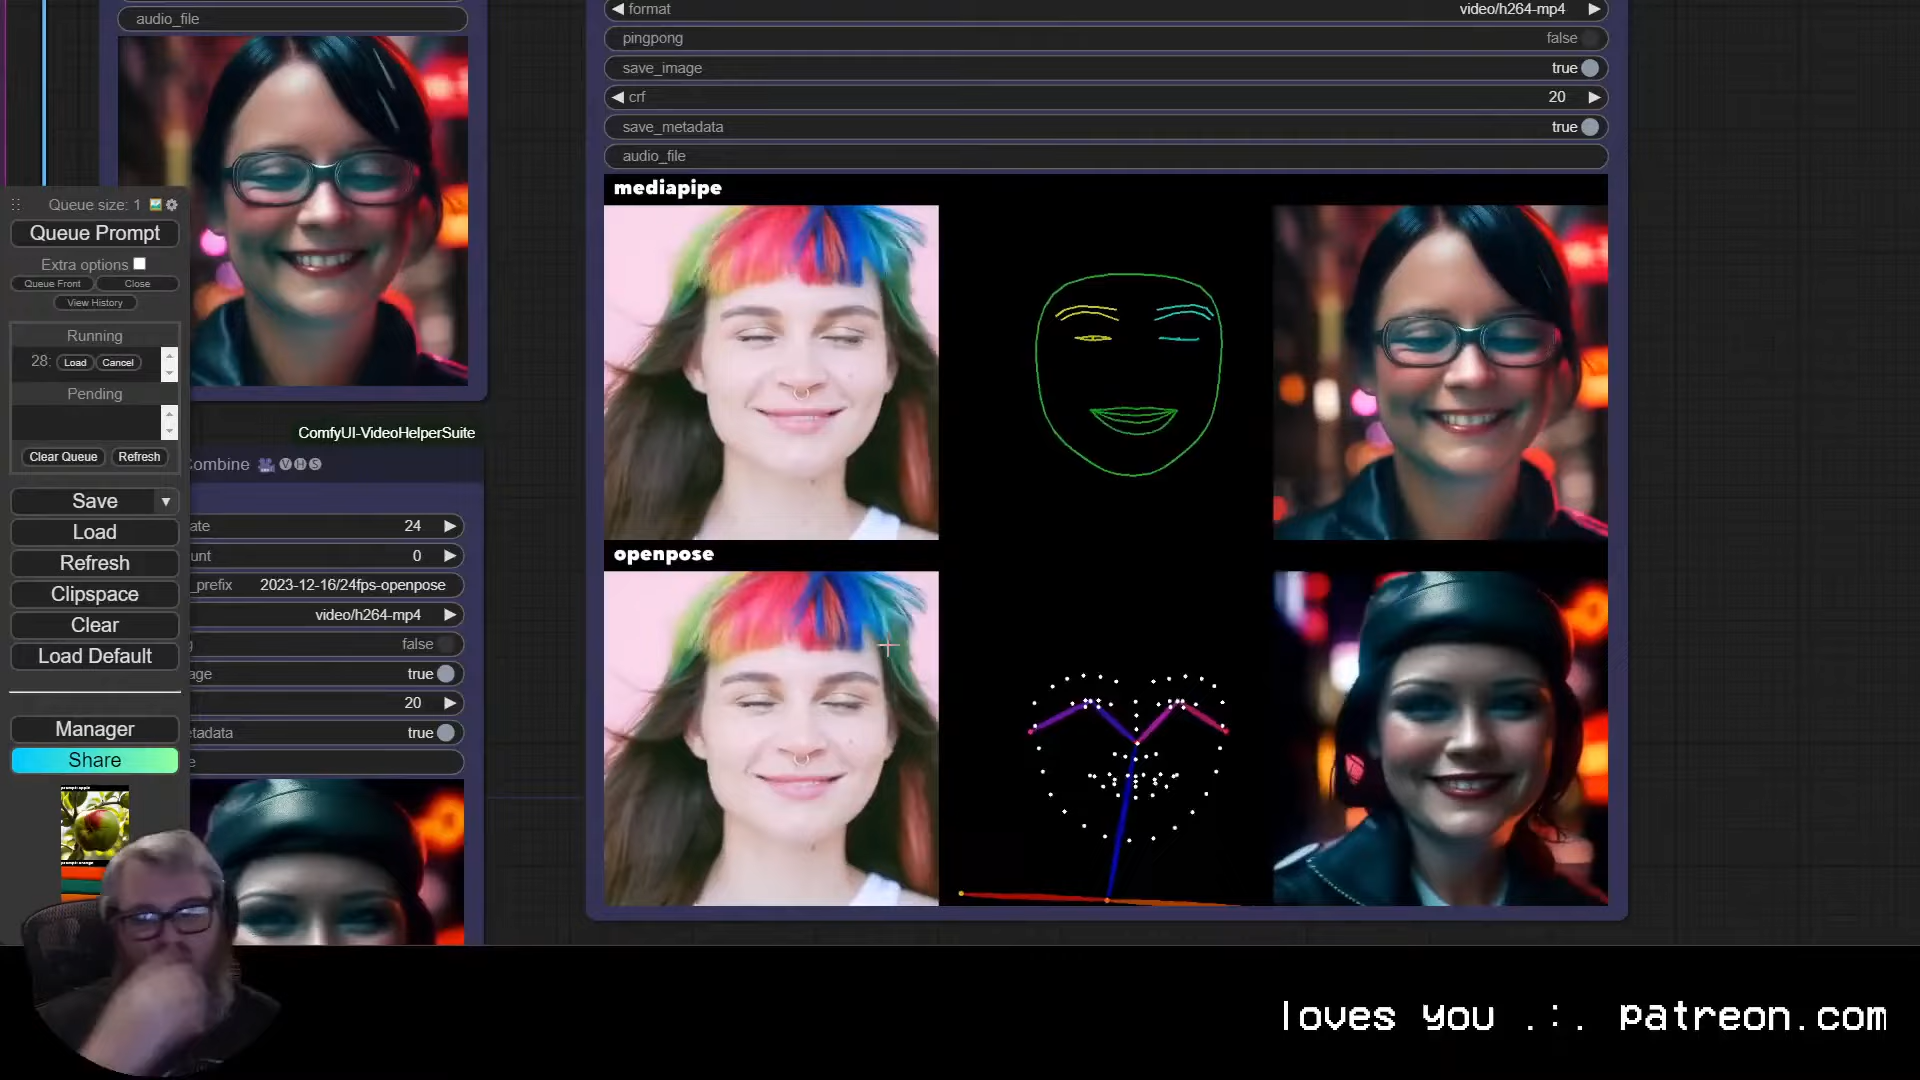 audio_file
format video/h264-mp4
pingpong false
save_image true
crf 20
save_metadata true
audio_file
mediapipe
openpose
Queue size: 1
Queue Prompt
Extra options
Queue Front Close
View History
Running
28: Load Cancel
Pending
Clear Queue Refresh
Save
Load
Refresh
Clipspace
Clear
Load Default
Manager
Share
ComfyUI-VideoHelperSuite
Combine VHS
ate 24
unt 0
_prefix 2023-12-16/24fps-openpose
video/h264-mp4
g false
age true
20
etadata true
e
loves you .:. patreon.com